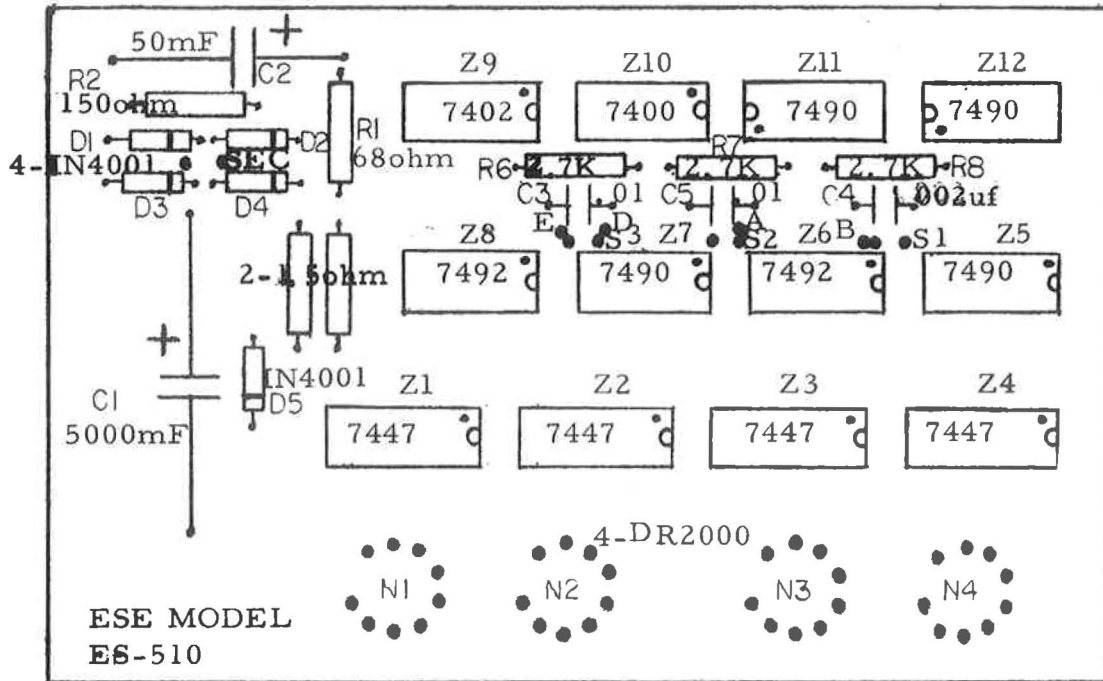 50mF +
C2
Z9 Z10 Z11 Z12
R2
150ohm
7402 7400 7490 7490
D1 D2
R1
68ohm
4-IN4001 SEC
R6 2.7K R7 2.7K 2.7K R8
D3 D4
C3 .01 C5 .01 C4 .002uf
E D A
S3 S2 B S1
Z8 Z7 Z6 Z5
7492 7490 7492 7490
2-1.5ohm
+
IN4001
D5
C1
5000mF
Z1 Z2 Z3 Z4
7447 7447 7447 7447
4-DR2000
N1 N2 N3 N4
ESE MODEL
ES-510